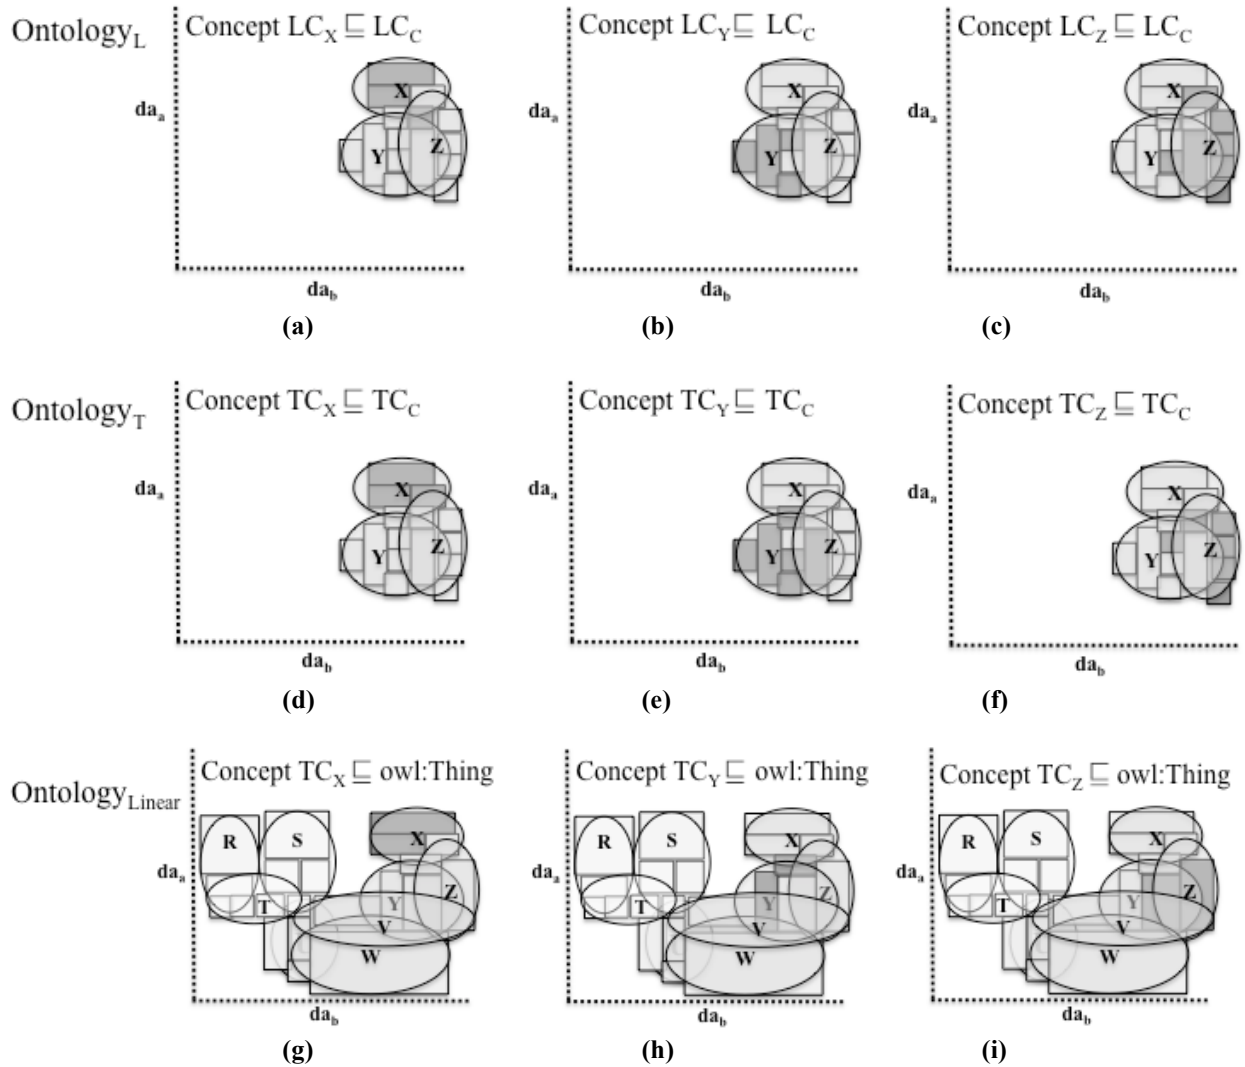 Ontology_L
Concept LC_X ⊑ LC_C
Concept LC_Y ⊑ LC_C
Concept LC_Z ⊑ LC_C
X
X
X
da_a
da_a
da_a
Y
Z
Y
Z
Y
Z
da_b
da_b
da_b
(a)
(b)
(c)
Ontology_T
Concept TC_X ⊑ TC_C
Concept TC_Y ⊑ TC_C
Concept TC_Z ⊑ TC_C
X
X
X
da_a
da_a
da_a
Y
Z
Y
Z
Y
Z
da_b
da_b
da_b
(d)
(e)
(f)
Ontology_Linear
Concept TC_X ⊑ owl:Thing
Concept TC_Y ⊑ owl:Thing
Concept TC_Z ⊑ owl:Thing
R
S
X
R
S
X
R
S
X
da_a
da_a
da_a
T
Y
Z
T
Y
Z
T
Y
Z
V
V
V
W
W
W
da_b
da_b
da_b
(g)
(h)
(i)